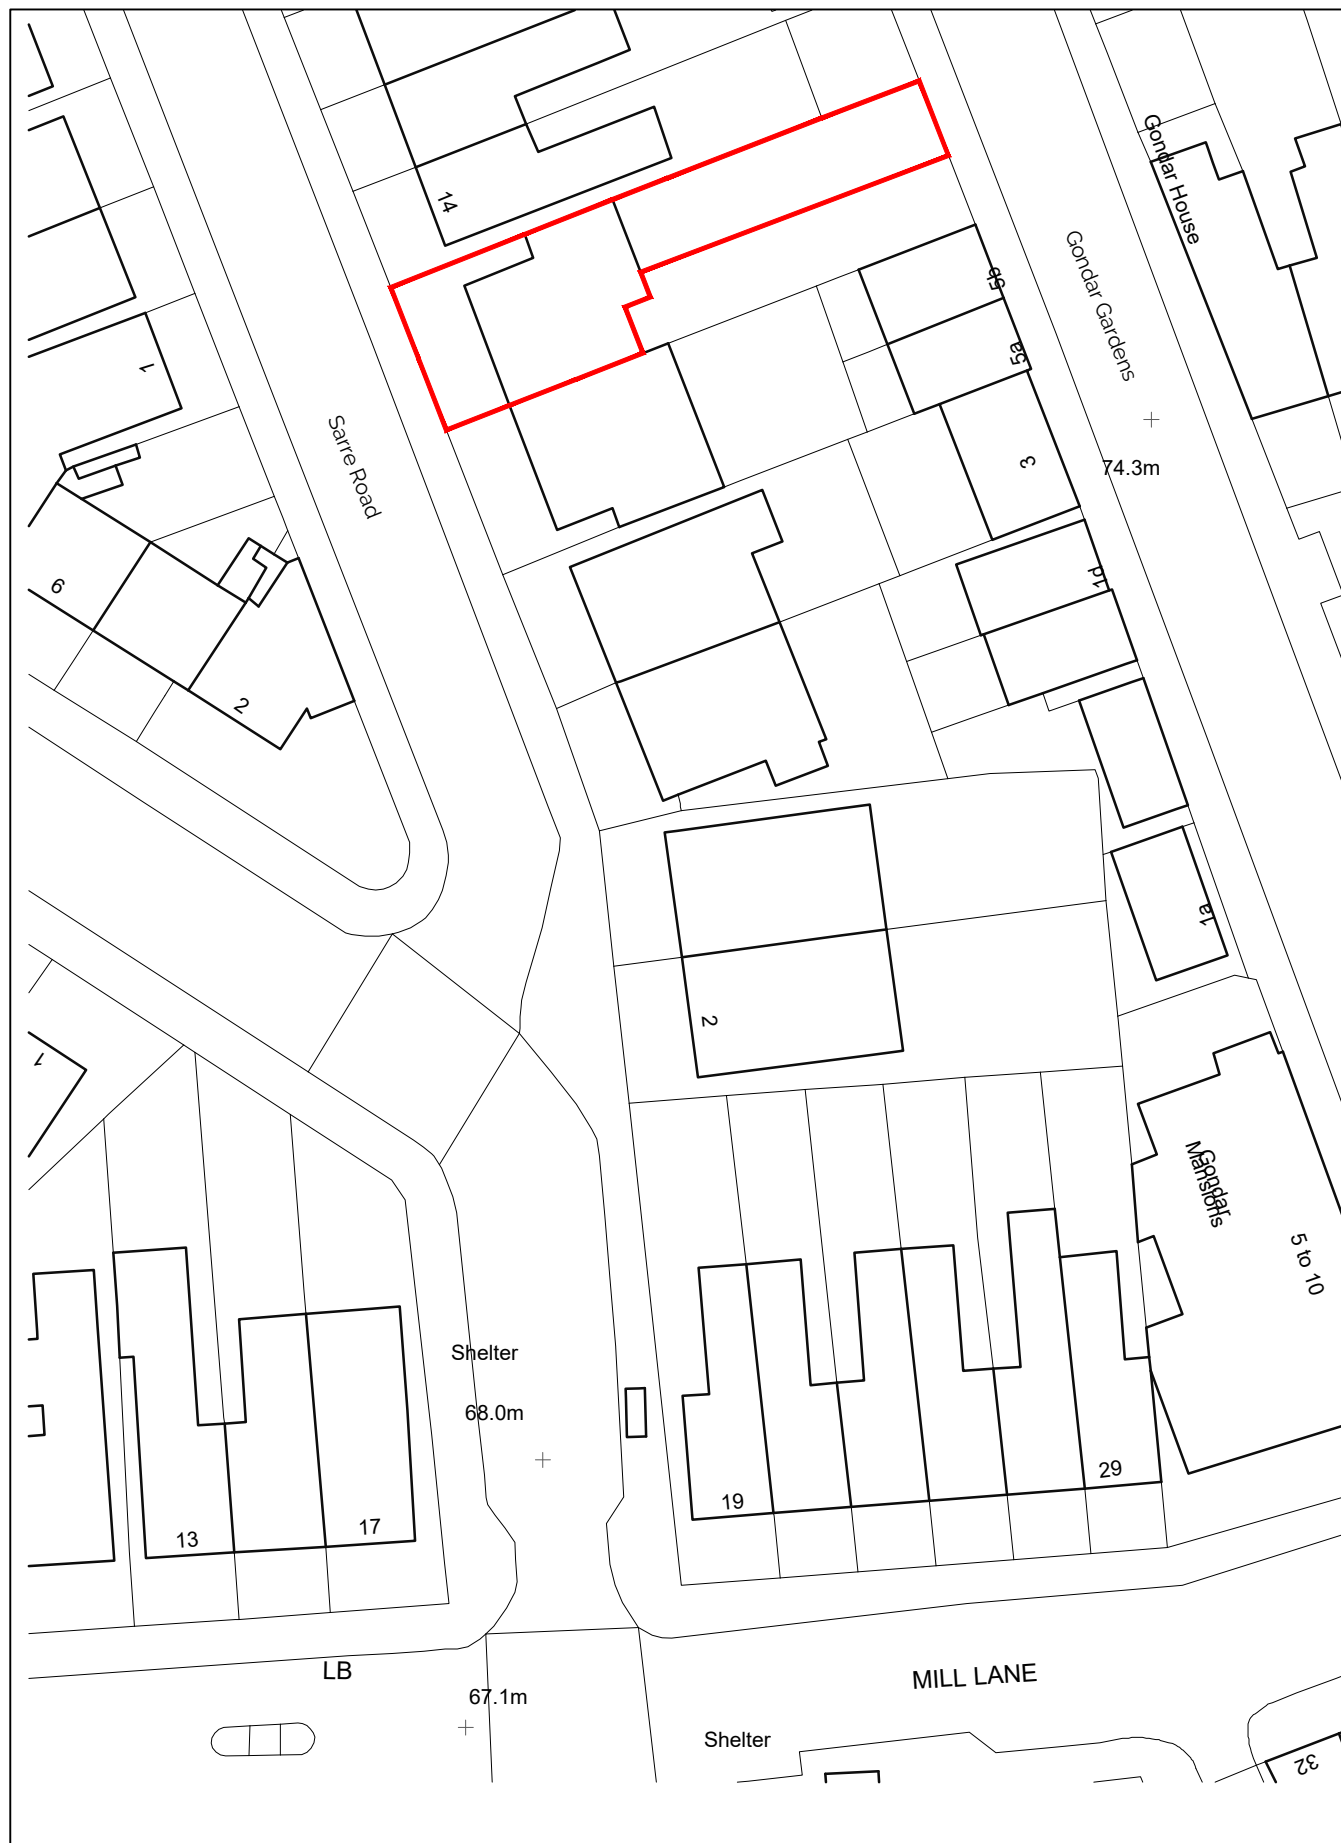 Gondar House
14
Gondar Gardens
5b
5a
1
Sarre Road
3
74.3m
6
1d
2
1a
2
1
Gondar
Mansions
5 to 10
Shelter
68.0m
29
19
17
13
LB
MILL LANE
67.1m
Shelter
32